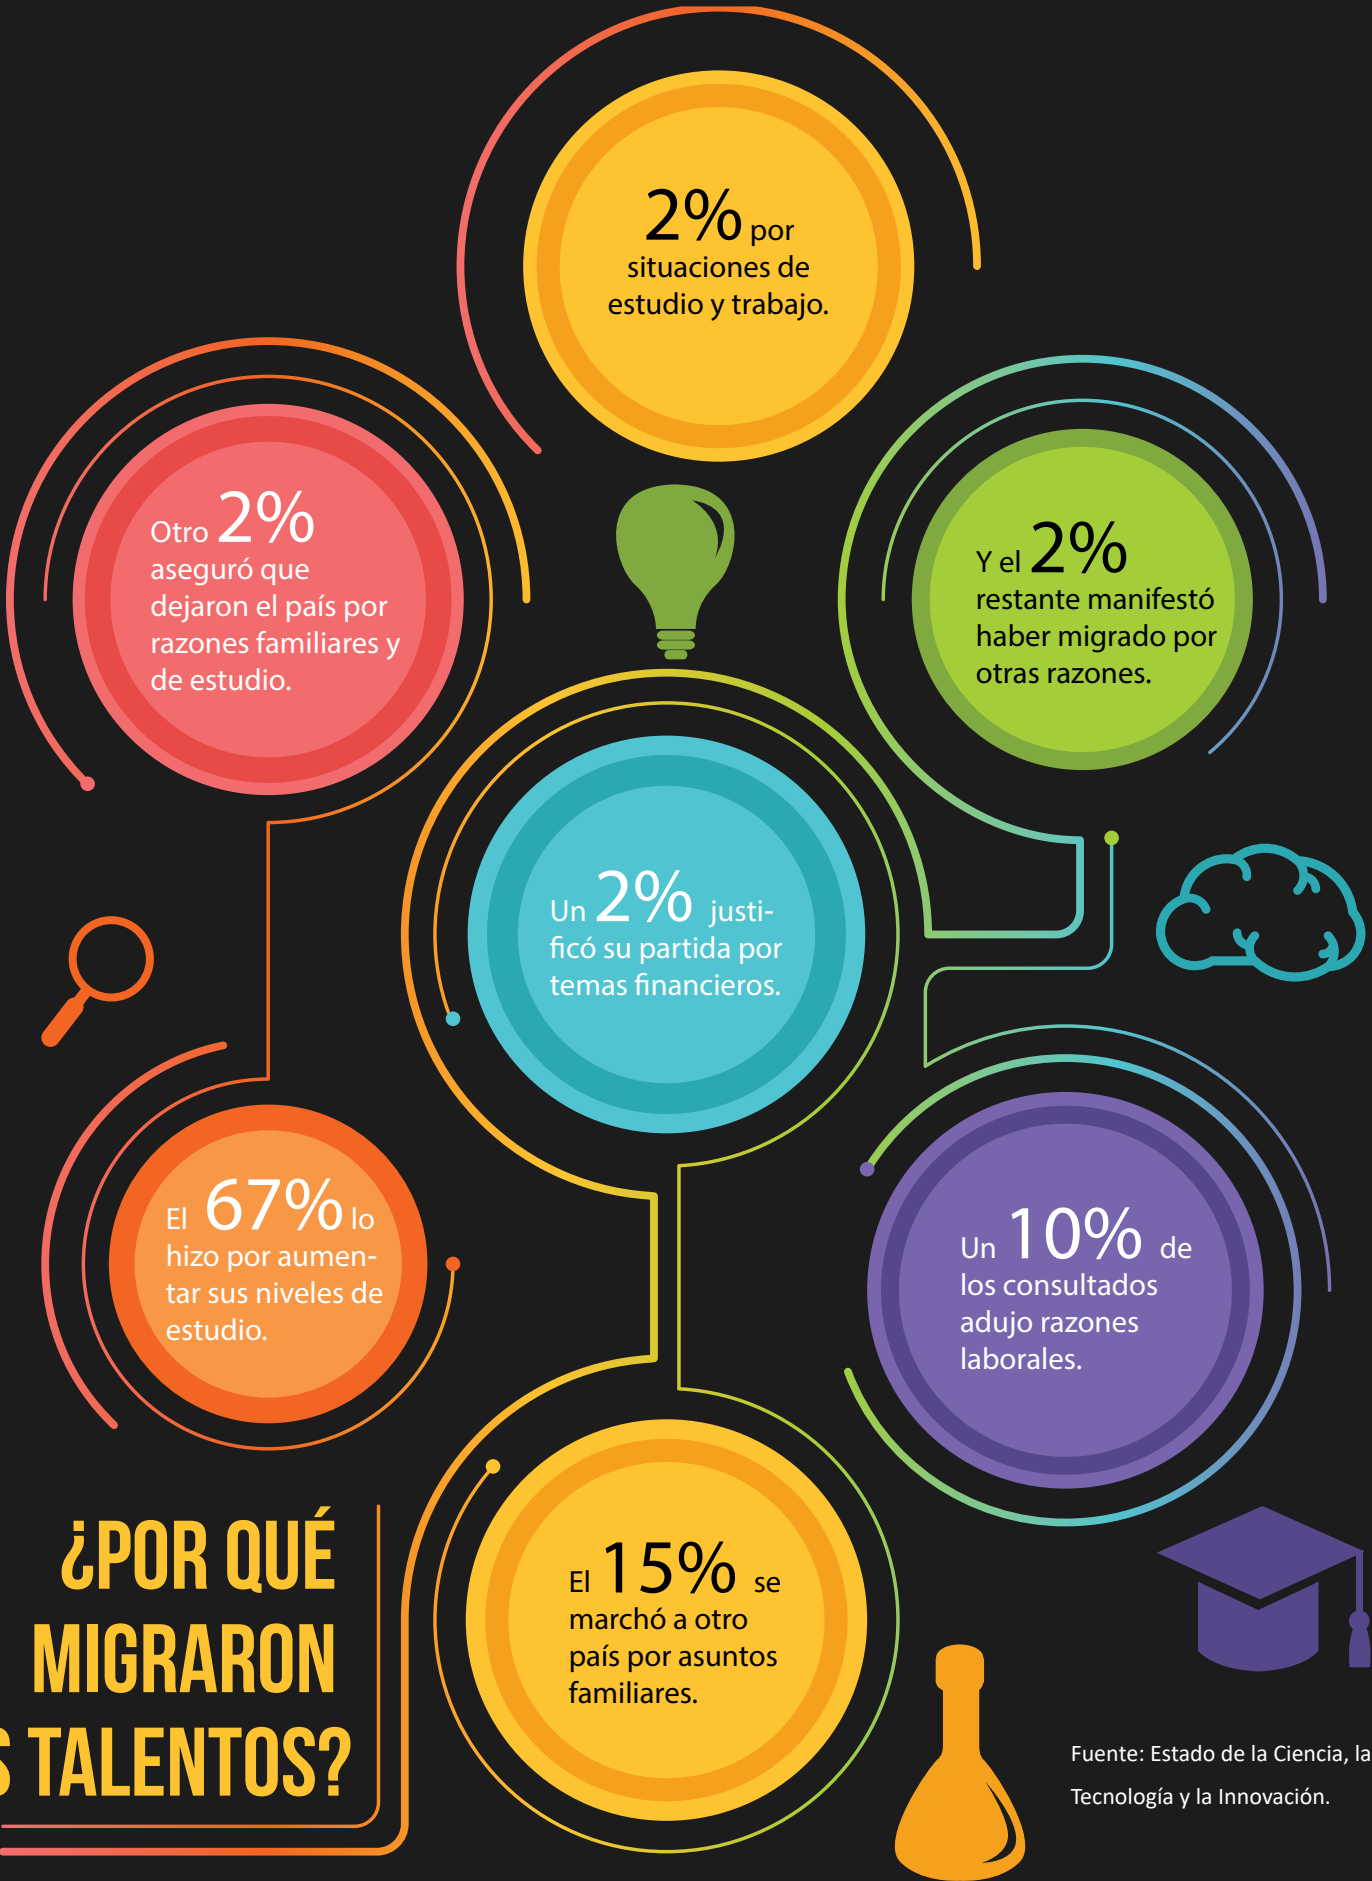 2% por
situaciones de
estudio y trabajo.
Otro 2%
aseguró que
dejaron el país por
razones familiares y
de estudio.
Y el 2%
restante manifestó
haber migrado por
otras razones.
Un 2% justi-
ficó su partida por
temas financieros.
El 67% lo
hizo por aumen-
tar sus niveles de
estudio.
Un 10% de
los consultados
adujo razones
laborales.
El 15% se
marchó a otro
país por asuntos
familiares.
¿POR QUÉ
MIGRARON
S TALENTOS?
Fuente: Estado de la Ciencia, la
Tecnología y la Innovación.